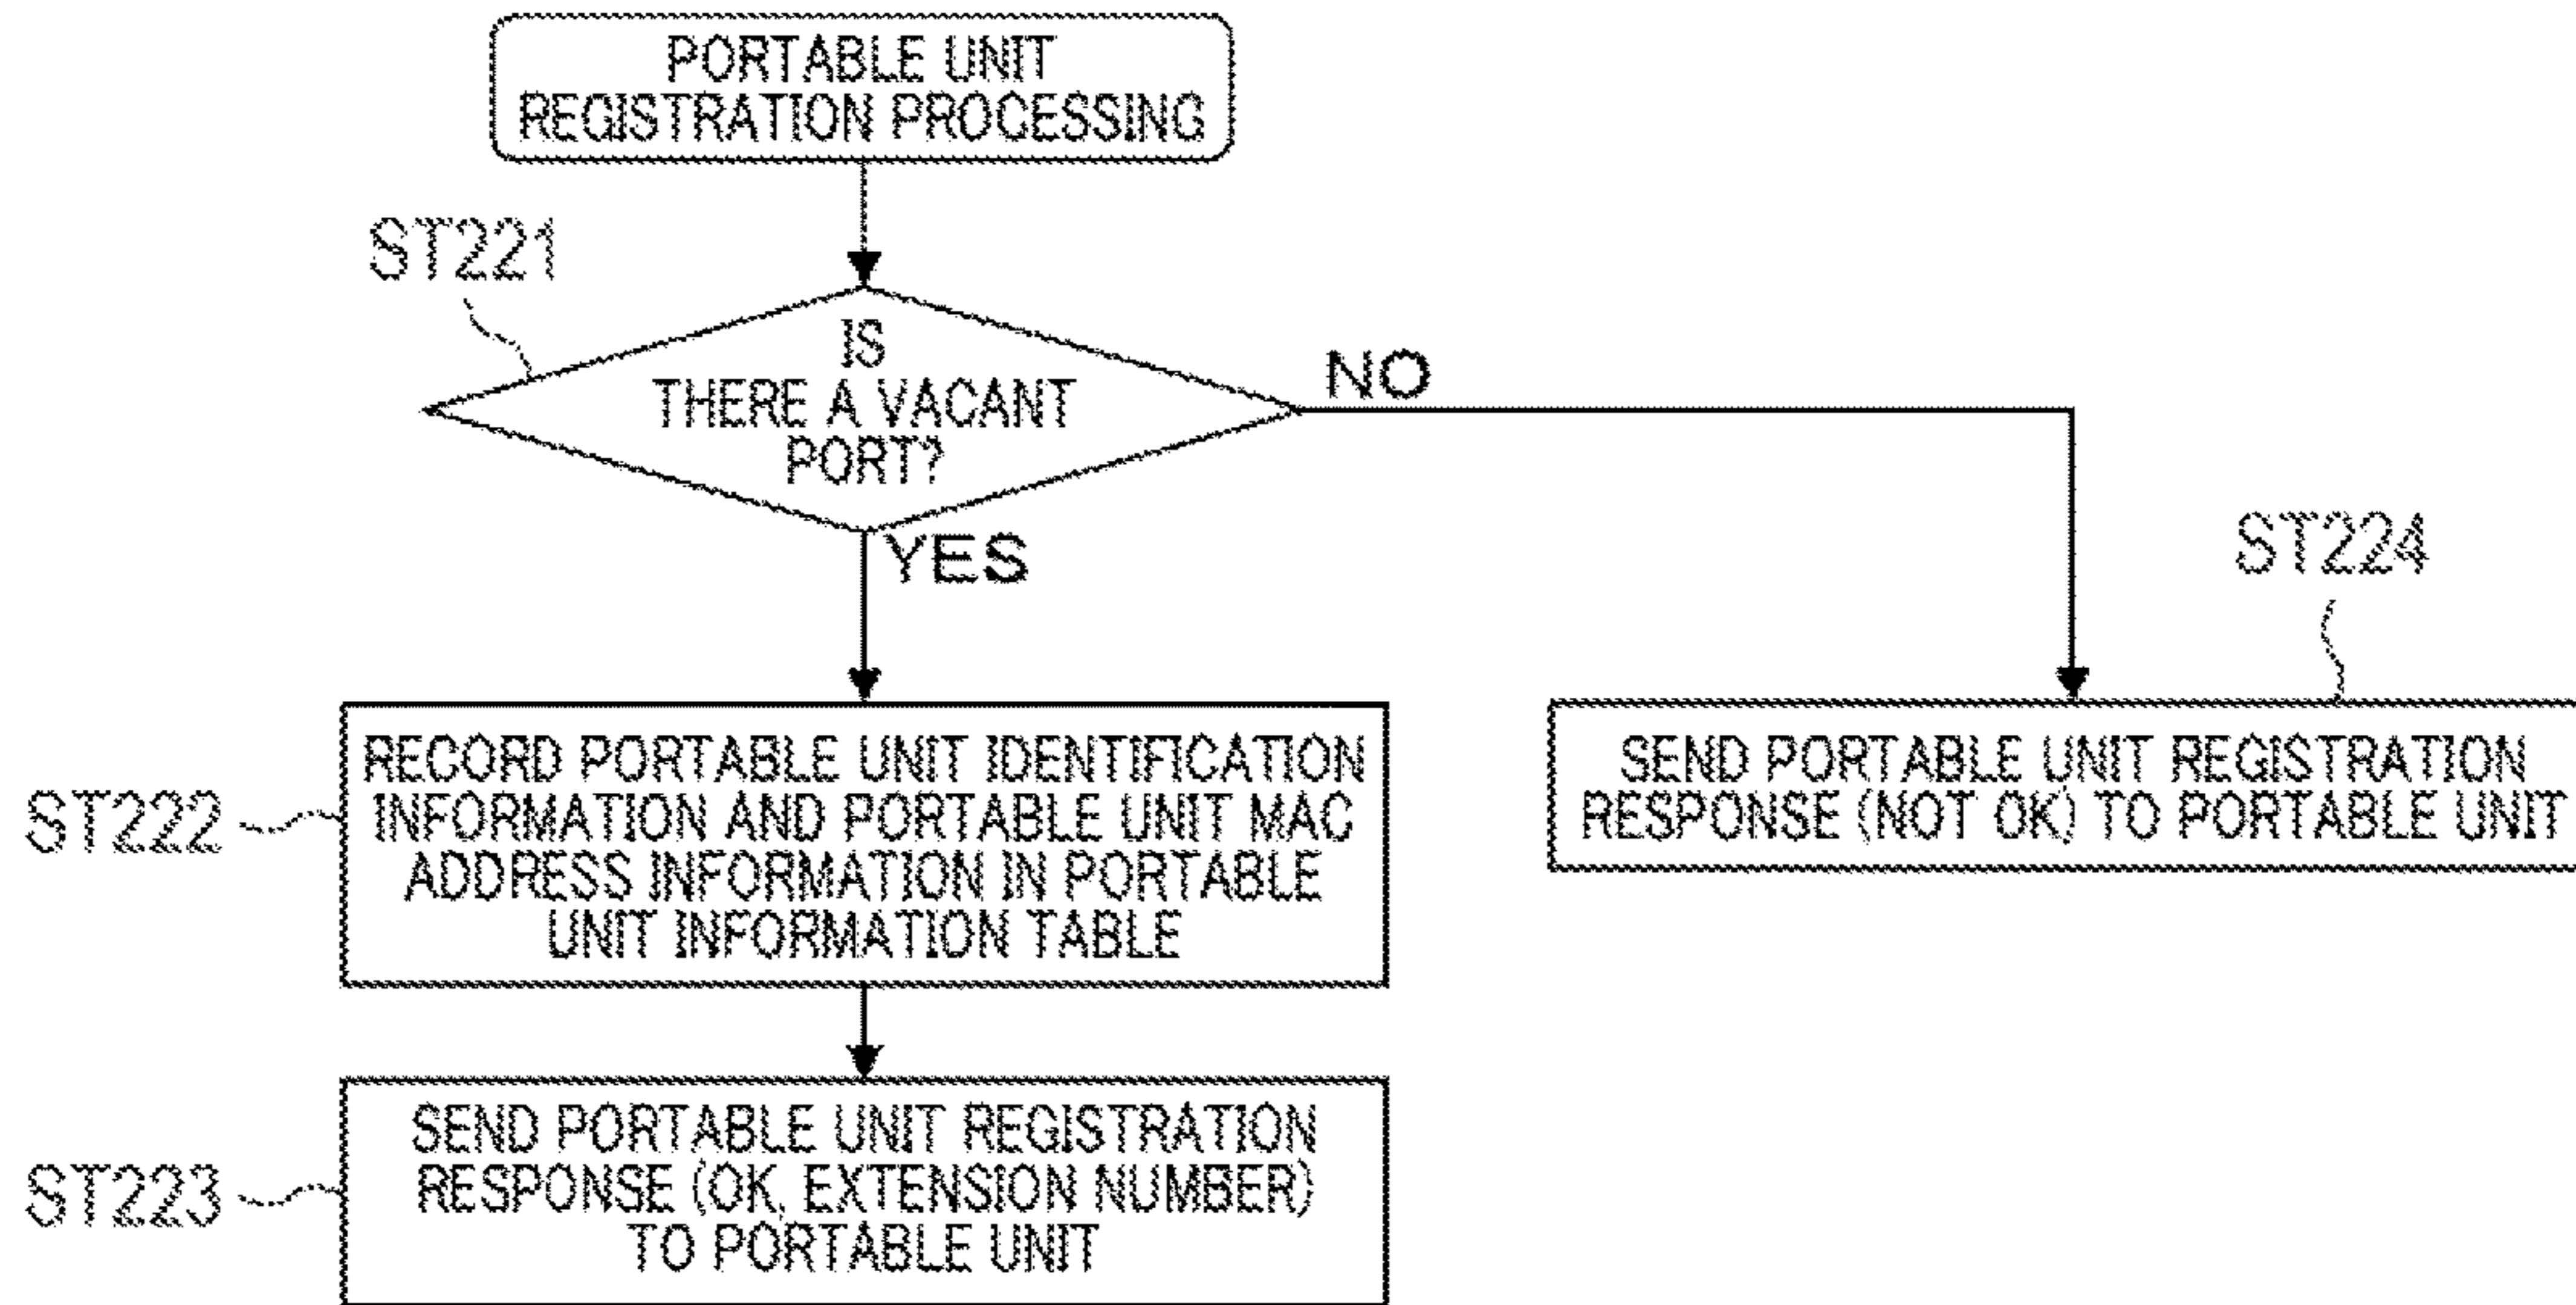 PORTABLE UNIT
REGISTRATION PROCESSING
ST221
IS
THERE A VACANT
PORT?
NO
YES
ST224
RECORD PORTABLE UNIT IDENTIFICATION
INFORMATION AND PORTABLE UNIT MAC
ADDRESS INFORMATION IN PORTABLE
UNIT INFORMATION TABLE
ST222
SEND PORTABLE UNIT REGISTRATION
RESPONSE (NOT OK) TO PORTABLE UNIT
SEND PORTABLE UNIT REGISTRATION
RESPONSE (OK, EXTENSION NUMBER)
TO PORTABLE UNIT
ST223